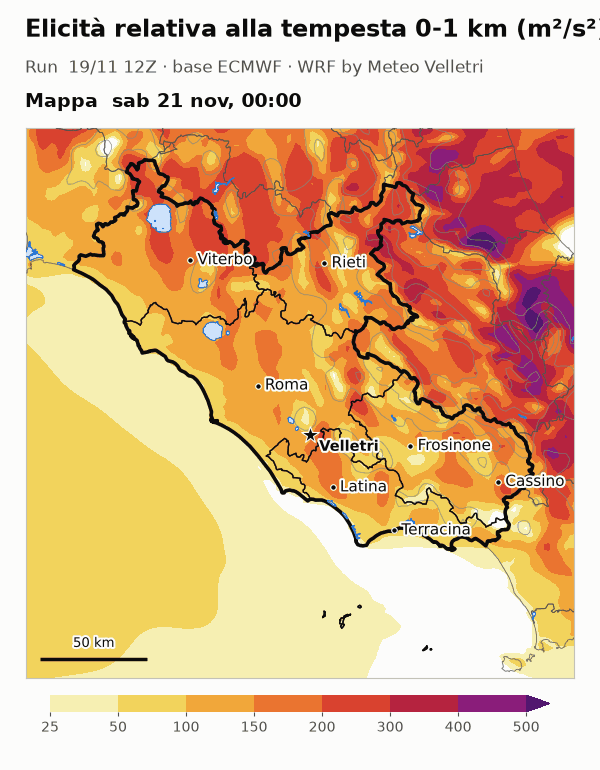 Elicità relativa alla tempesta 0-1 km (m²/s²)
Run  19/11 12Z · base ECMWF · WRF by Meteo Velletri
Mappa  sab 21 nov, 00:00
Viterbo
Rieti
Roma
Velletri
Frosinone
Cassino
Latina
Terracina
50 km
25 50 100 150 200 300 400 500